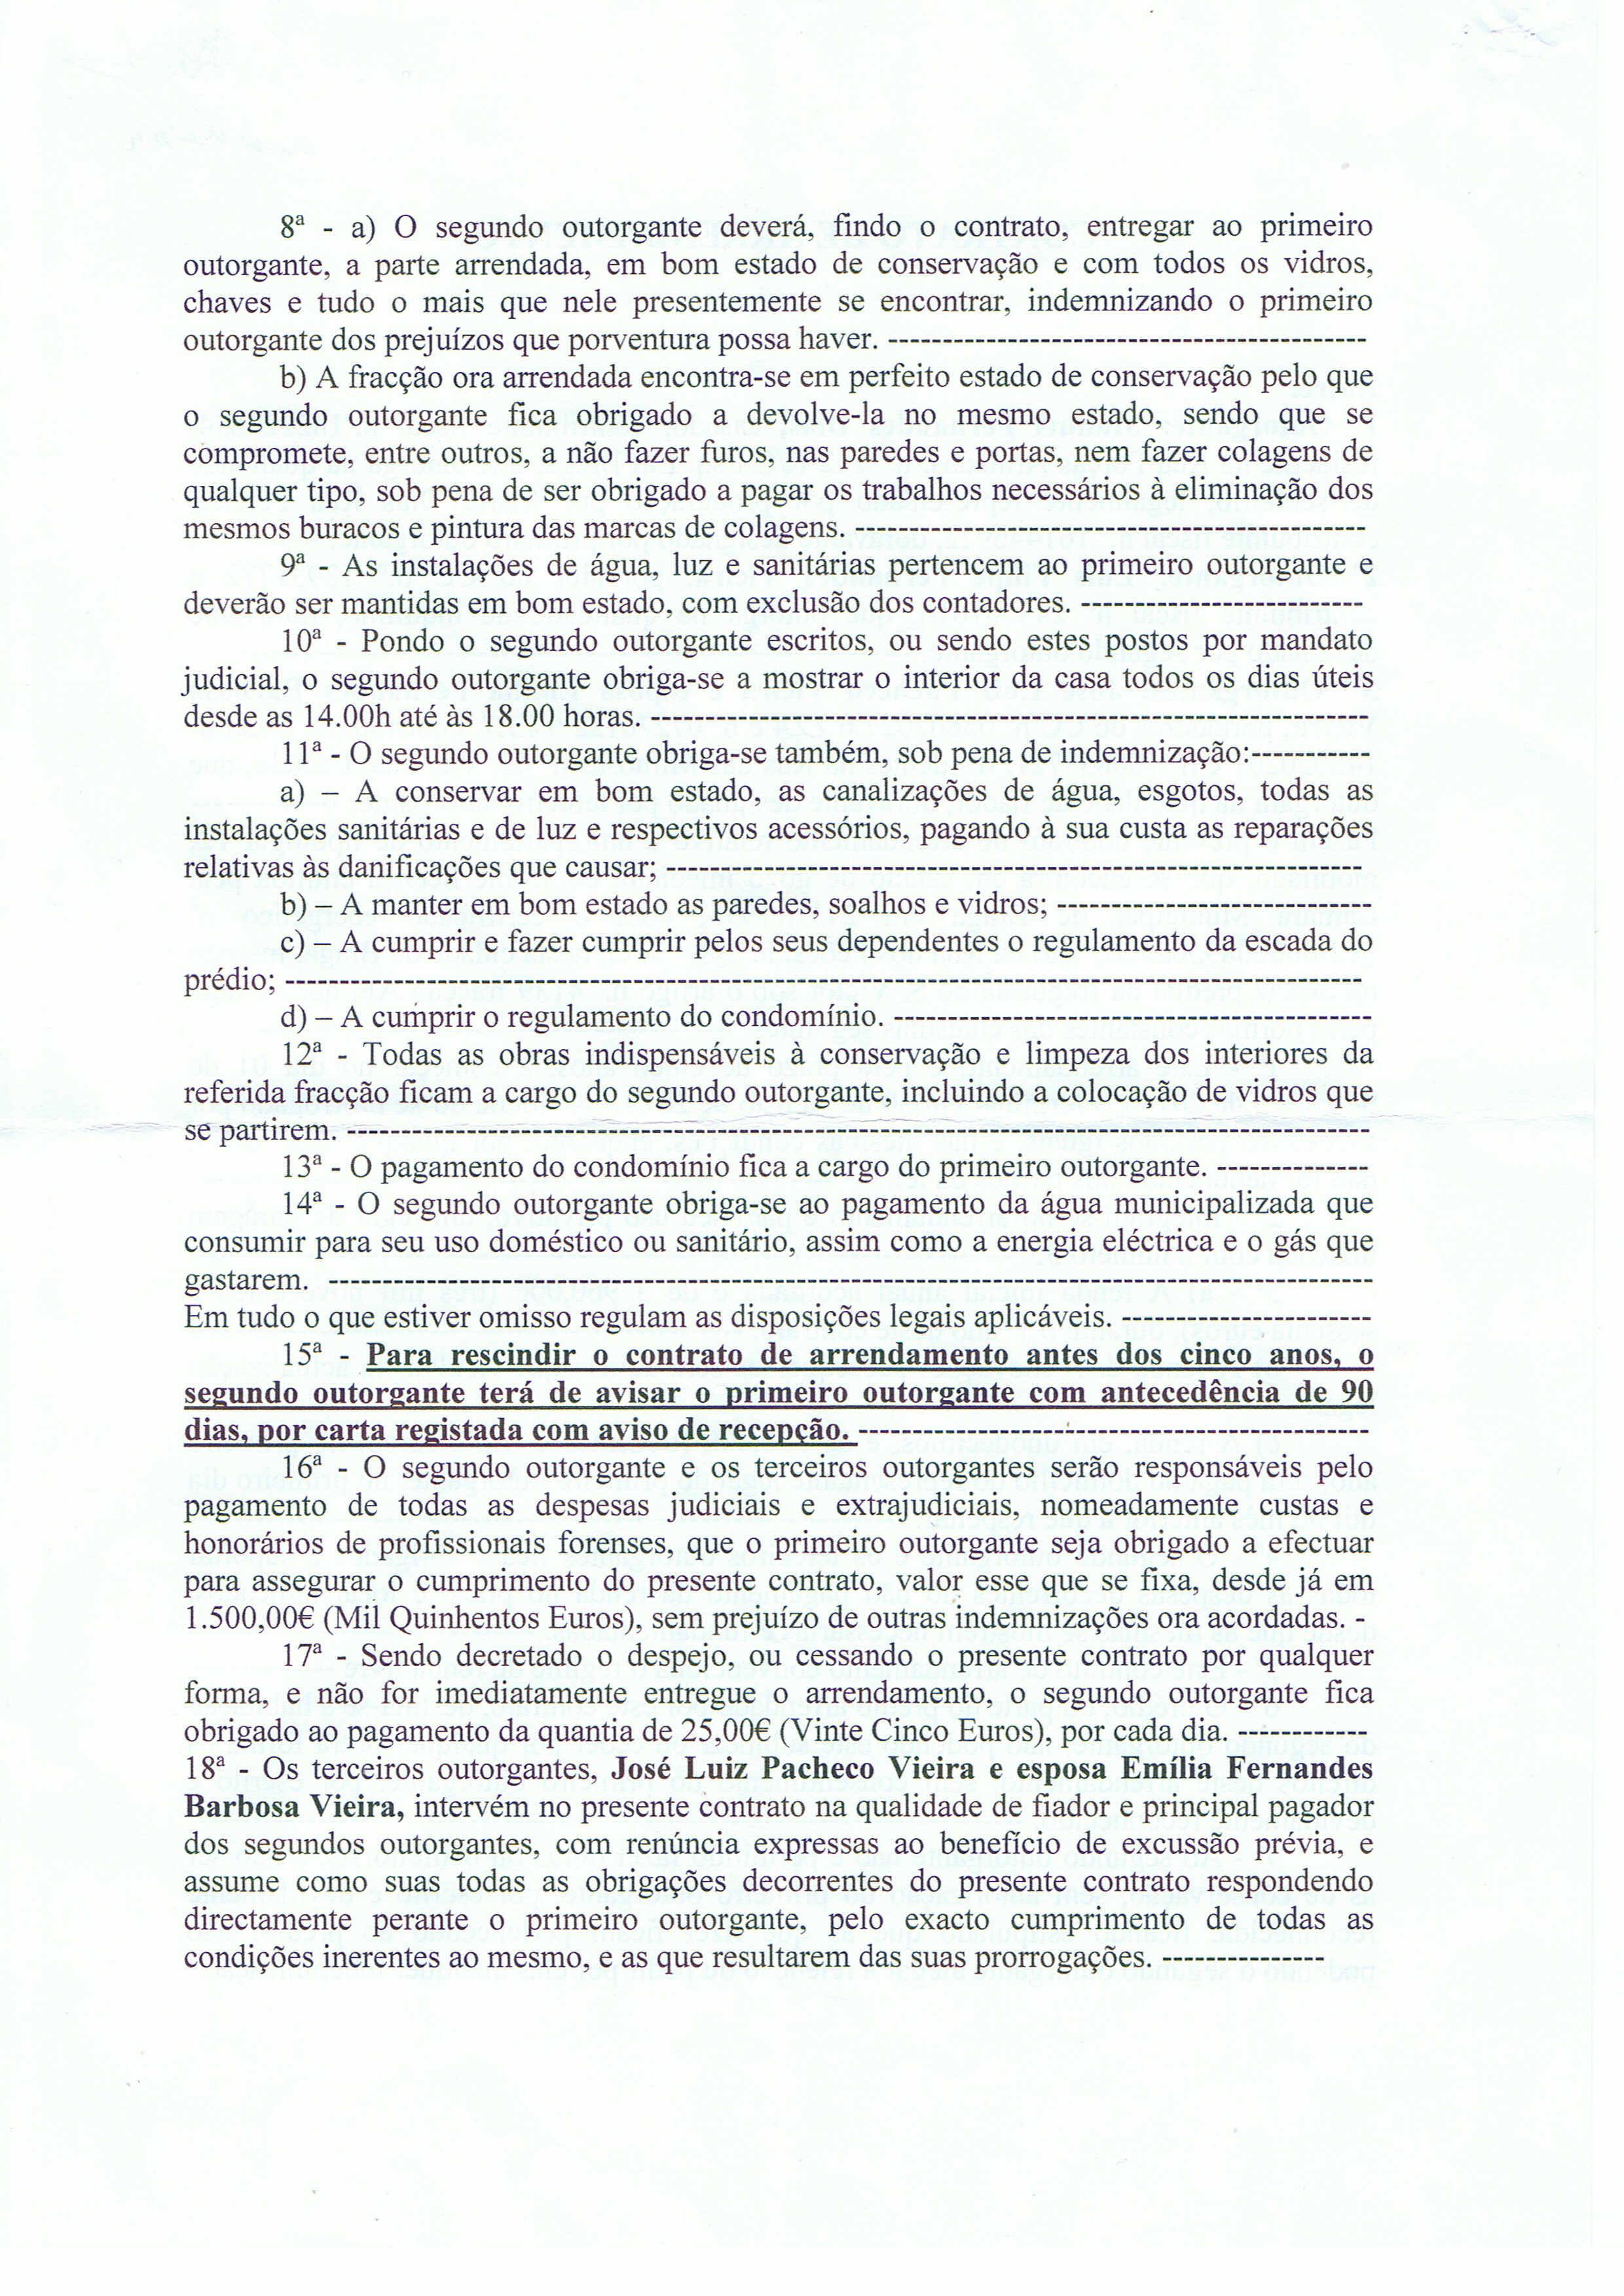 8ª - a) O segundo outorgante deverá, findo o contrato, entregar ao primeiro
outorgante, a parte arrendada, em bom estado de conservação e com todos os vidros,
chaves e tudo o mais que nele presentemente se encontrar, indemnizando o primeiro
outorgante dos prejuízos que porventura possa haver. --------------------------------------------
b) A fracção ora arrendada encontra-se em perfeito estado de conservação pelo que
o segundo outorgante fica obrigado a devolve-la no mesmo estado, sendo que se
compromete, entre outros, a não fazer furos, nas paredes e portas, nem fazer colagens de
qualquer tipo, sob pena de ser obrigado a pagar os trabalhos necessários à eliminação dos
mesmos buracos e pintura das marcas de colagens. -----------------------------------------------
9ª - As instalações de água, luz e sanitárias pertencem ao primeiro outorgante e
deverão ser mantidas em bom estado, com exclusão dos contadores. --------------------------
10ª - Pondo o segundo outorgante escritos, ou sendo estes postos por mandato
judicial, o segundo outorgante obriga-se a mostrar o interior da casa todos os dias úteis
desde as 14.00h até às 18.00 horas. ------------------------------------------------------------------
11ª - O segundo outorgante obriga-se também, sob pena de indemnização:-----------
a) – A conservar em bom estado, as canalizações de água, esgotos, todas as
instalações sanitárias e de luz e respectivos acessórios, pagando à sua custa as reparações
relativas às danificações que causar; ----------------------------------------------------------------
b) – A manter em bom estado as paredes, soalhos e vidros; -----------------------------
c) – A cumprir e fazer cumprir pelos seus dependentes o regulamento da escada do
prédio; ---------------------------------------------------------------------------------------------------
d) – A cumprir o regulamento do condomínio. --------------------------------------------
12ª - Todas as obras indispensáveis à conservação e limpeza dos interiores da
referida fracção ficam a cargo do segundo outorgante, incluindo a colocação de vidros que
se partirem. ----------------------------------------------------------------------------------------------
13ª - O pagamento do condomínio fica a cargo do primeiro outorgante. --------------
14ª - O segundo outorgante obriga-se ao pagamento da água municipalizada que
consumir para seu uso doméstico ou sanitário, assim como a energia eléctrica e o gás que
gastarem. ------------------------------------------------------------------------------------------------
Em tudo o que estiver omisso regulam as disposições legais aplicáveis. -----------------------
15ª - Para rescindir o contrato de arrendamento antes dos cinco anos, o
segundo outorgante terá de avisar o primeiro outorgante com antecedência de 90
dias, por carta registada com aviso de recepção. -----------------------------------------------
16ª - O segundo outorgante e os terceiros outorgantes serão responsáveis pelo
pagamento de todas as despesas judiciais e extrajudiciais, nomeadamente custas e
honorários de profissionais forenses, que o primeiro outorgante seja obrigado a efectuar
para assegurar o cumprimento do presente contrato, valor esse que se fixa, desde já em
1.500,00€ (Mil Quinhentos Euros), sem prejuízo de outras indemnizações ora acordadas. -
17ª - Sendo decretado o despejo, ou cessando o presente contrato por qualquer
forma, e não for imediatamente entregue o arrendamento, o segundo outorgante fica
obrigado ao pagamento da quantia de 25,00€ (Vinte Cinco Euros), por cada dia. ------------
18ª - Os terceiros outorgantes, José Luiz Pacheco Vieira e esposa Emília Fernandes
Barbosa Vieira, intervém no presente contrato na qualidade de fiador e principal pagador
dos segundos outorgantes, com renúncia expressas ao benefício de excussão prévia, e
assume como suas todas as obrigações decorrentes do presente contrato respondendo
directamente perante o primeiro outorgante, pelo exacto cumprimento de todas as
condições inerentes ao mesmo, e as que resultarem das suas prorrogações. ---------------